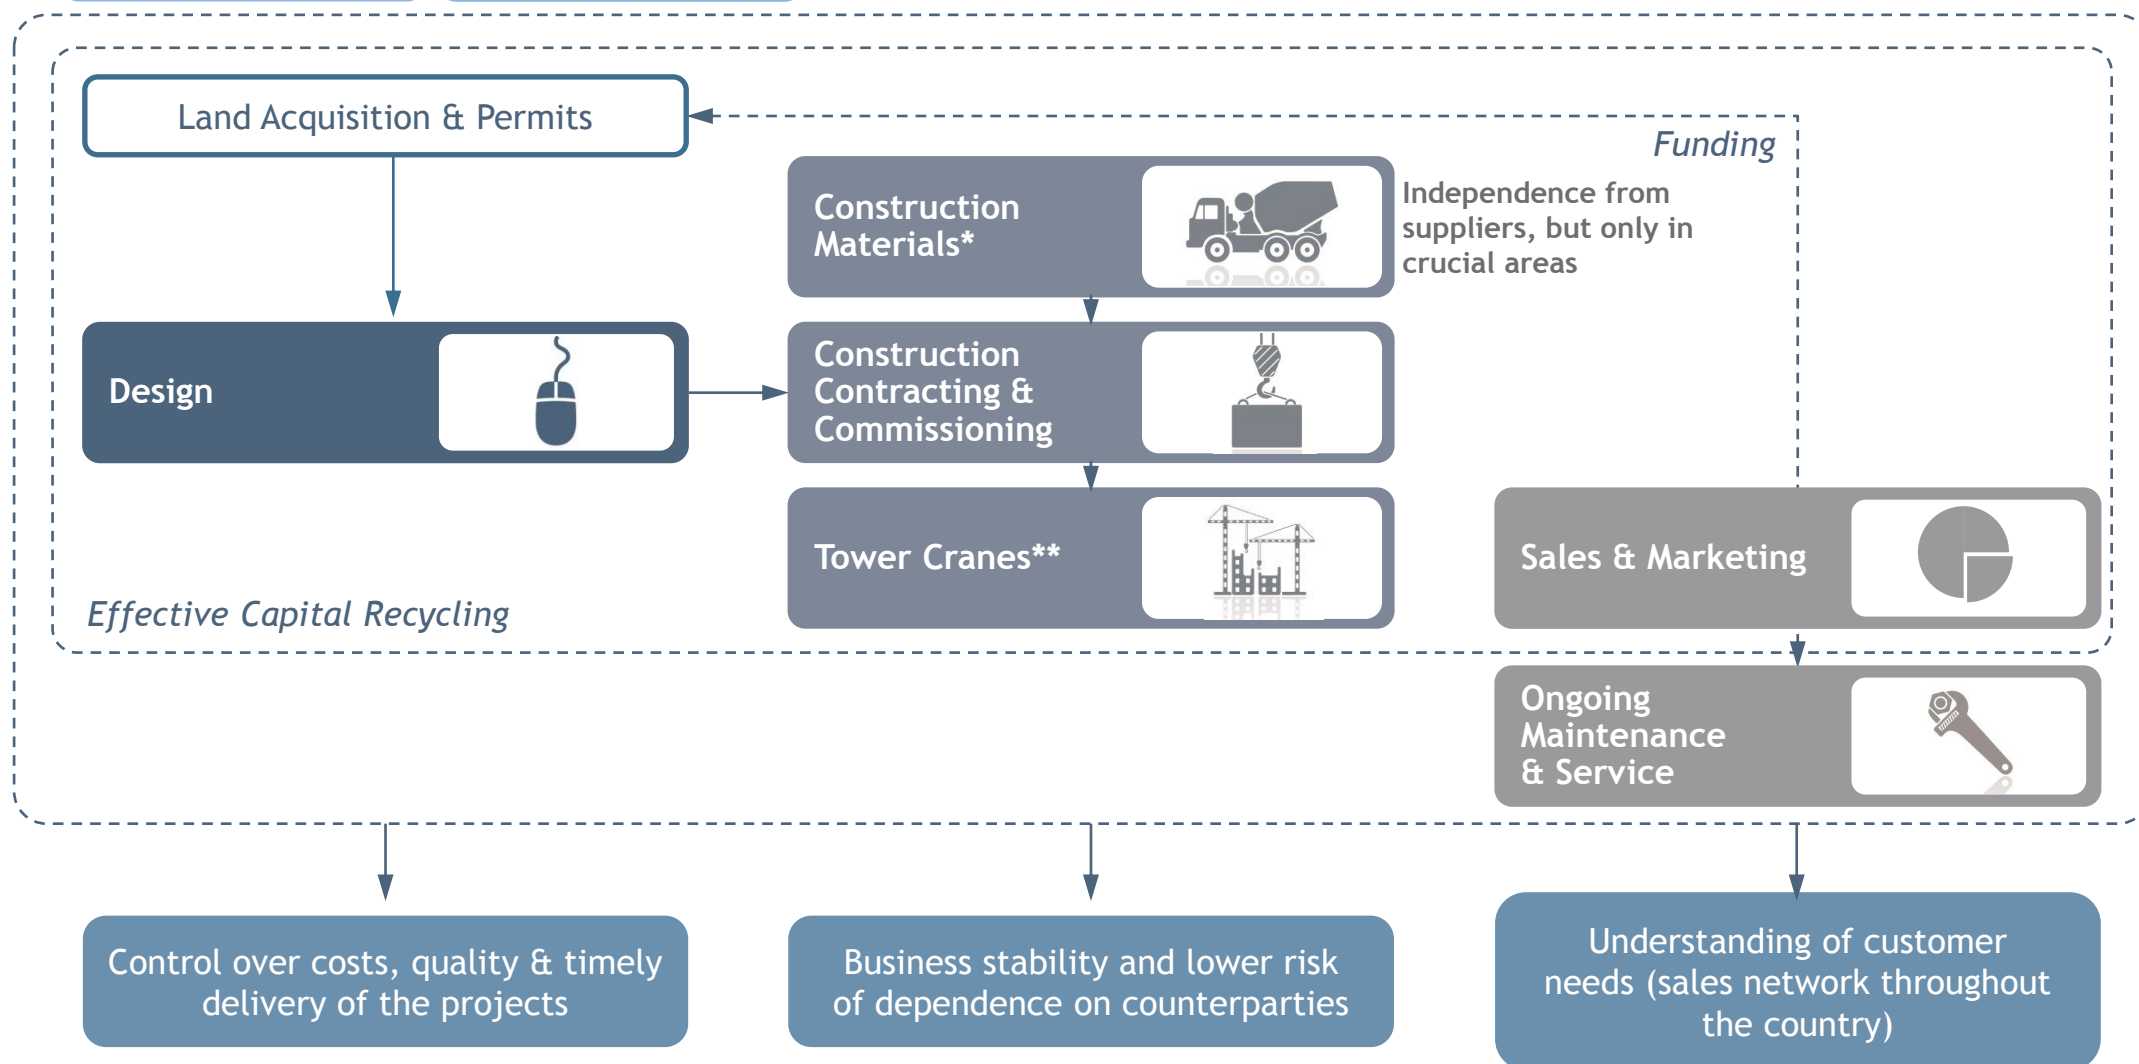 Land Acquisition & Permits
Funding
Construction
Materials*
Independence from
suppliers, but only in
crucial areas
Design
Construction
Contracting &
Commissioning
Tower Cranes**
Sales & Marketing
Effective Capital Recycling
Ongoing
Maintenance
& Service
Control over costs, quality & timely
delivery of the projects
Business stability and lower risk
of dependence on counterparties
Understanding of customer
needs (sales network throughout
the country)